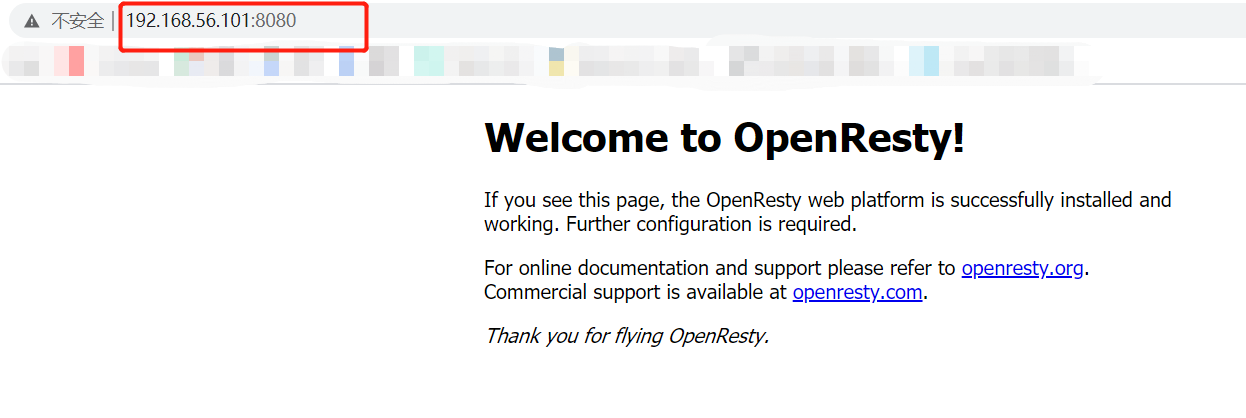 不安全 | 192.168.56.101:8080
Welcome to OpenResty!
If you see this page, the OpenResty web platform is successfully installed and
working. Further configuration is required.
For online documentation and support please refer to openresty.org.
Commercial support is available at openresty.com.
Thank you for flying OpenResty.